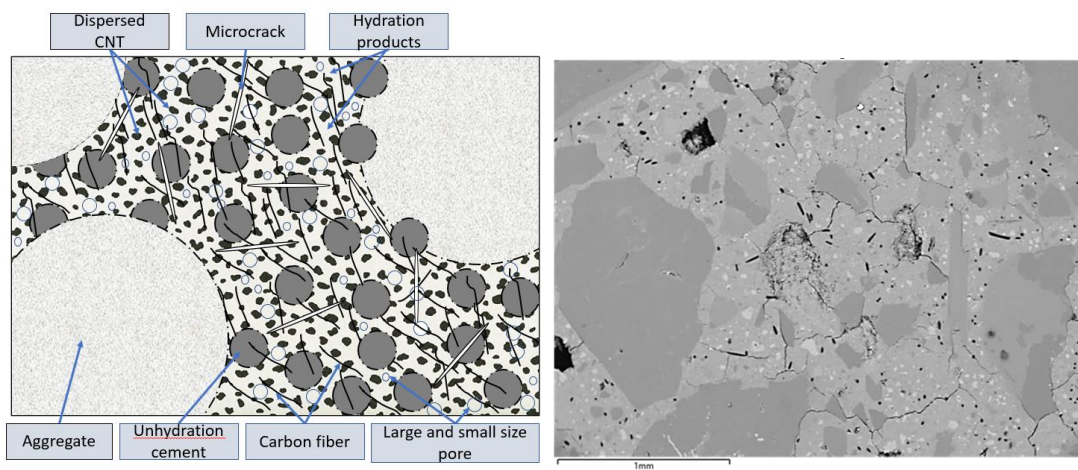 Dispersed
CNT
Microcrack
Hydration
products
Aggregate
Unhydration
cement
Carbon fiber
Large and small size
pore
1mm